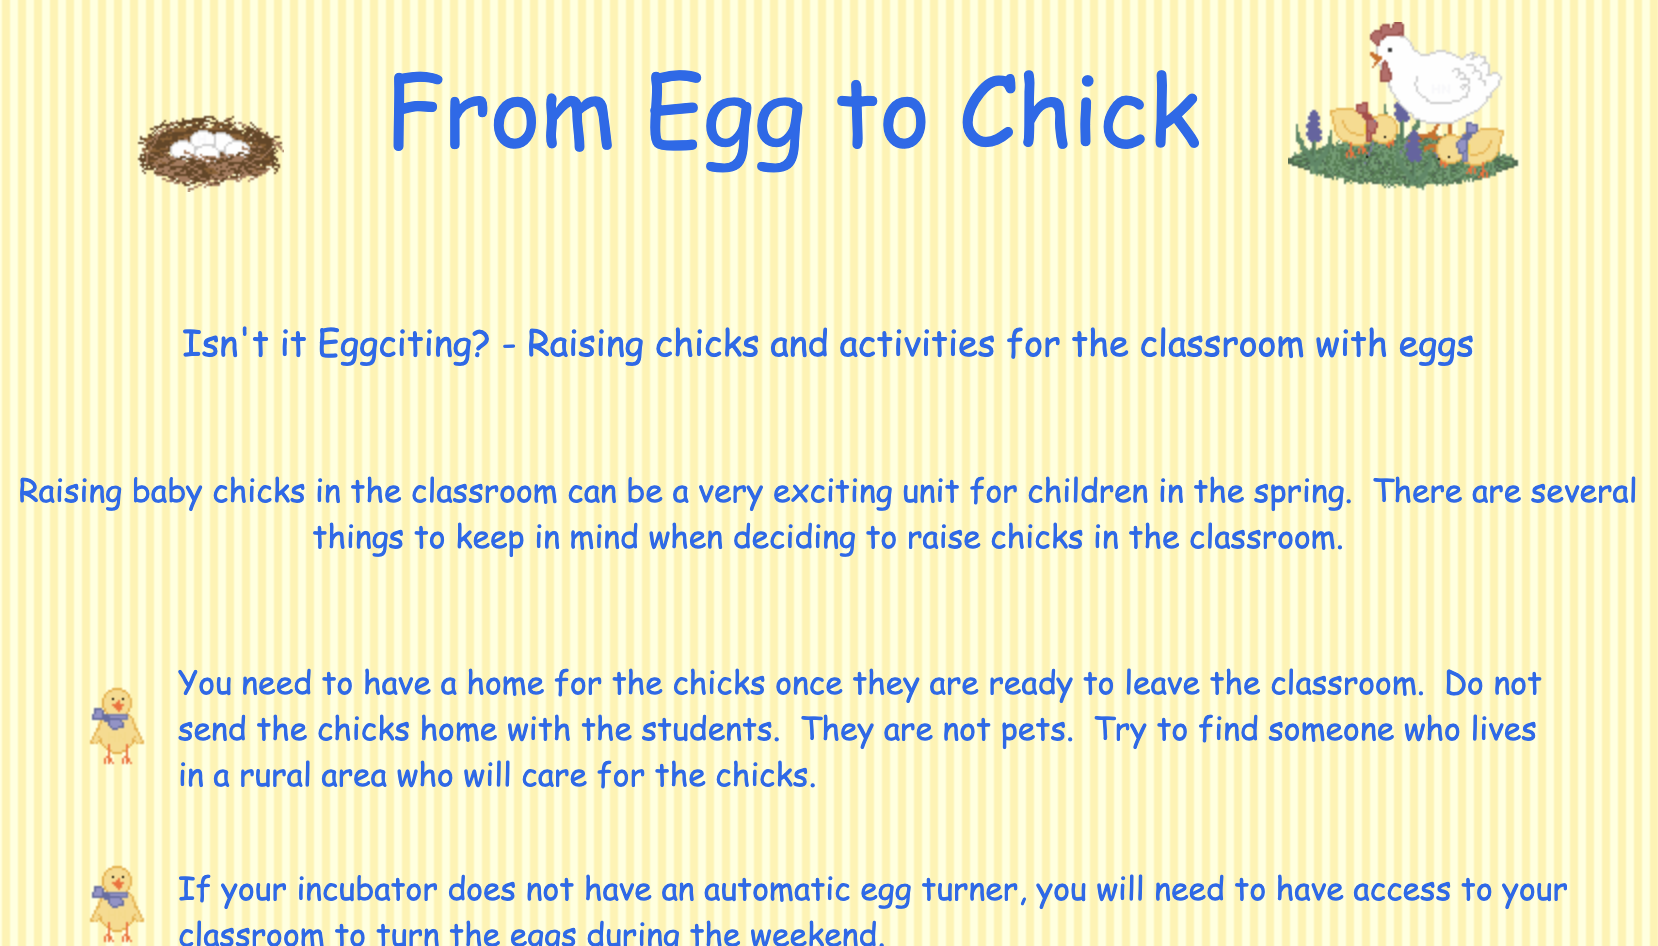 From Egg to Chick
Isn't it Eggciting? - Raising chicks and activities for the classroom with eggs
Raising baby chicks in the classroom can be a very exciting unit for children in the spring.  There are several
things to keep in mind when deciding to raise chicks in the classroom.
You need to have a home for the chicks once they are ready to leave the classroom.  Do not
send the chicks home with the students.  They are not pets.  Try to find someone who lives
in a rural area who will care for the chicks.
If your incubator does not have an automatic egg turner, you will need to have access to your
classroom to turn the eggs during the weekend.